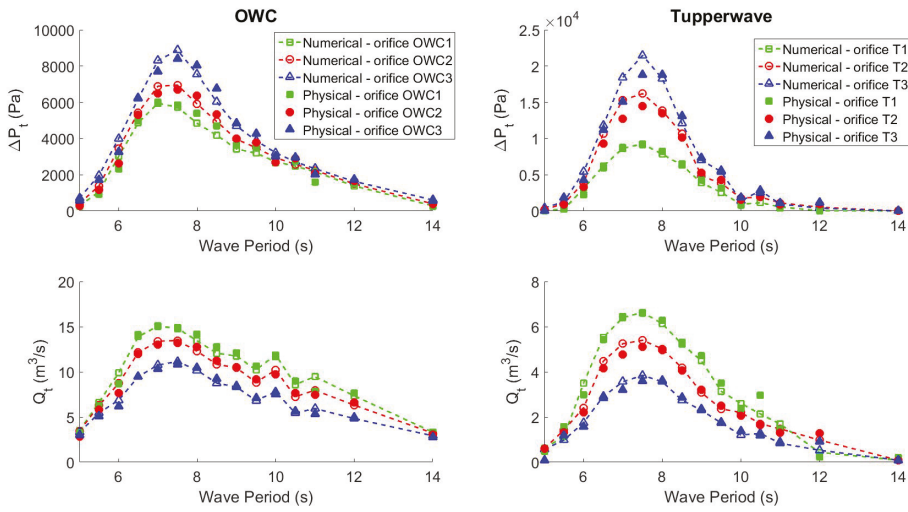 OWC
10000
8000
6000
4000
2000
0
ΔP_t (Pa)
6 8 10 12 14
Wave Period (s)
Numerical - orifice OWC1
Numerical - orifice OWC2
Numerical - orifice OWC3
Physical - orifice OWC1
Physical - orifice OWC2
Physical - orifice OWC3
Tupperwave
×10^4
2.5
2
1.5
1
0.5
0
ΔP_t (Pa)
6 8 10 12 14
Wave Period (s)
Numerical - orifice T1
Numerical - orifice T2
Numerical - orifice T3
Physical - orifice T1
Physical - orifice T2
Physical - orifice T3
20
15
10
5
0
Q_t (m^3/s)
6 8 10 12 14
Wave Period (s)
8
6
4
2
0
Q_t (m^3/s)
6 8 10 12 14
Wave Period (s)